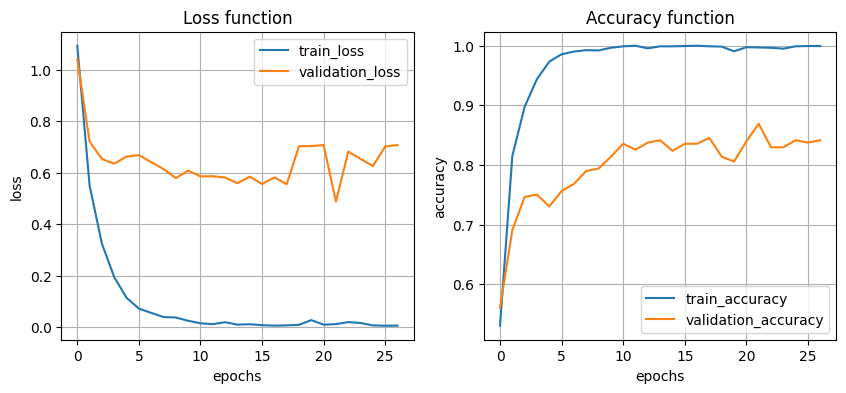 Loss function
train_loss
validation_loss
loss
1.0
0.8
0.6
0.4
0.2
0.0
0 5 10 15 20 25
epochs
Accuracy function
train_accuracy
validation_accuracy
accuracy
1.0
0.9
0.8
0.7
0.6
0 5 10 15 20 25
epochs